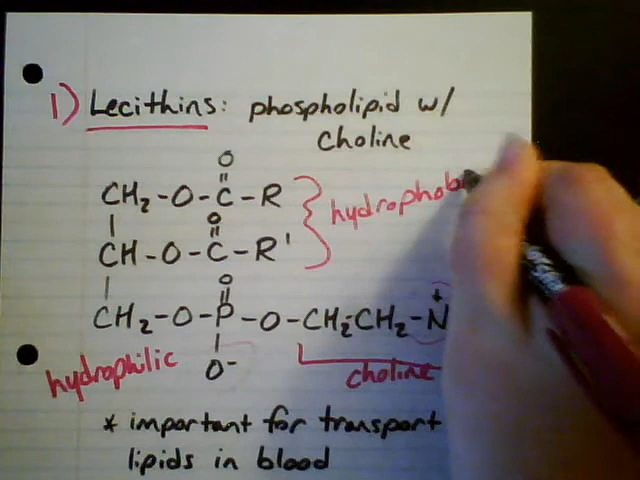 1) Lecithins: phospholipid w/
choline
O
CH₂-O-C-R
O
CH-O-C-R'
O
CH₂-O-P-O-CH₂CH₂-N⁺
O⁻
hydrophilic
choline
* important for transport
lipids in blood